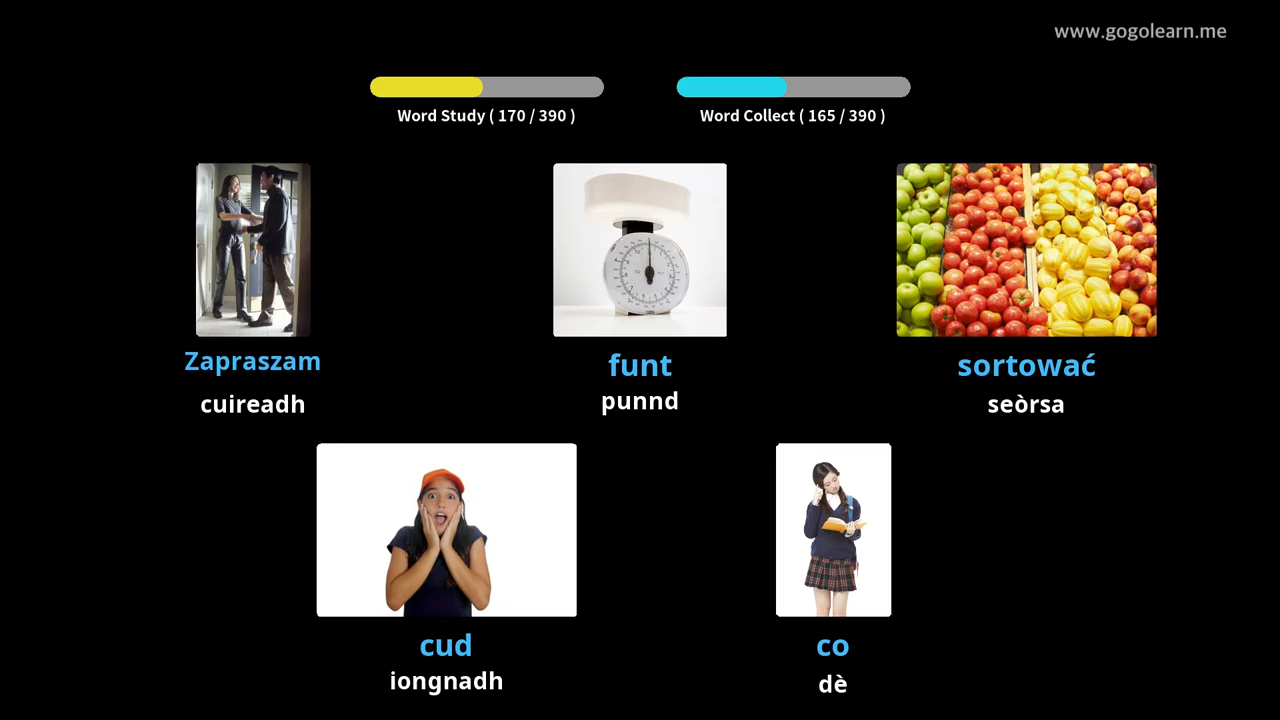 www.gogolearn.me
Word Study ( 170 / 390 )
Word Collect ( 165 / 390 )
Zapraszam
cuireadh
funt
punnd
sortować
seòrsa
cud
iongnadh
co
dè